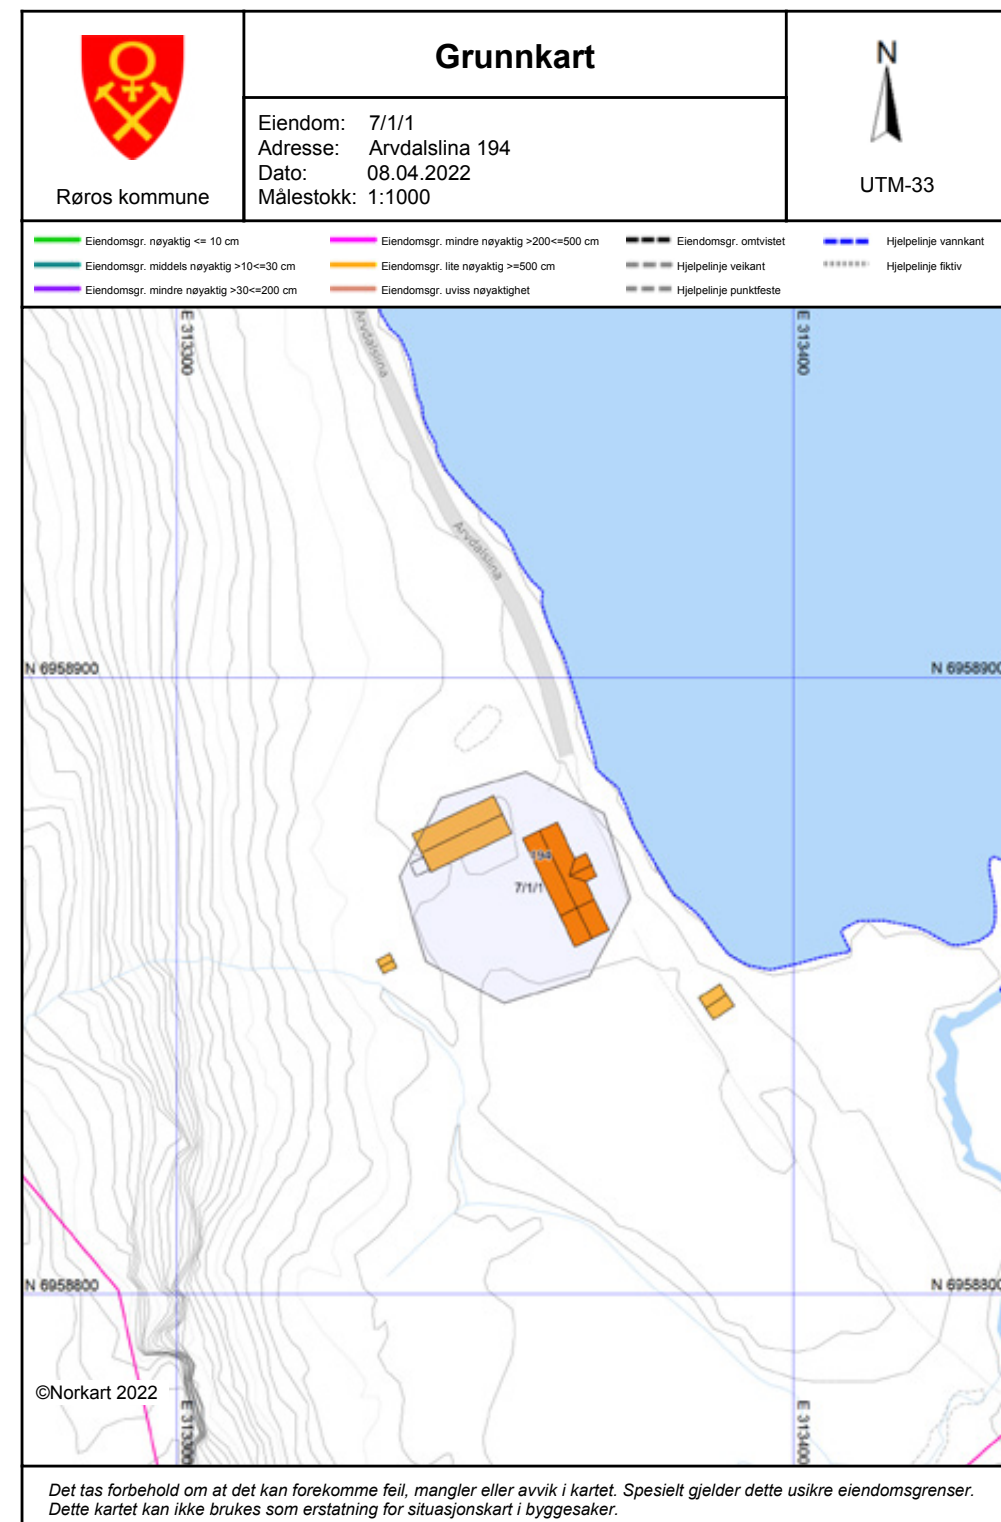 Grunnkart
Røros kommune
Eiendom: 7/1/1
Adresse: Arvdalslina 194
Dato: 08.04.2022
Målestokk: 1:1000
N
UTM-33
Eiendomsgr. nøyaktig <= 10 cm
Eiendomsgr. middels nøyaktig >10<=30 cm
Eiendomsgr. mindre nøyaktig >30<=200 cm
Eiendomsgr. mindre nøyaktig >200<=500 cm
Eiendomsgr. lite nøyaktig >=500 cm
Eiendomsgr. uviss nøyaktighet
Eiendomsgr. omtvistet
Hjelpelinje veikant
Hjelpelinje punktfeste
Hjelpelinje vannkant
Hjelpelinje fiktiv
E 313300
Arvdalslina
E 313400
Arvdalslina
N 6958900
N 6958900
194
7/1/1
N 6958800
N 6958800
©Norkart 2022
E 313300
E 313400
Det tas forbehold om at det kan forekomme feil, mangler eller avvik i kartet. Spesielt gjelder dette usikre eiendomsgrenser.
Dette kartet kan ikke brukes som erstatning for situasjonskart i byggesaker.